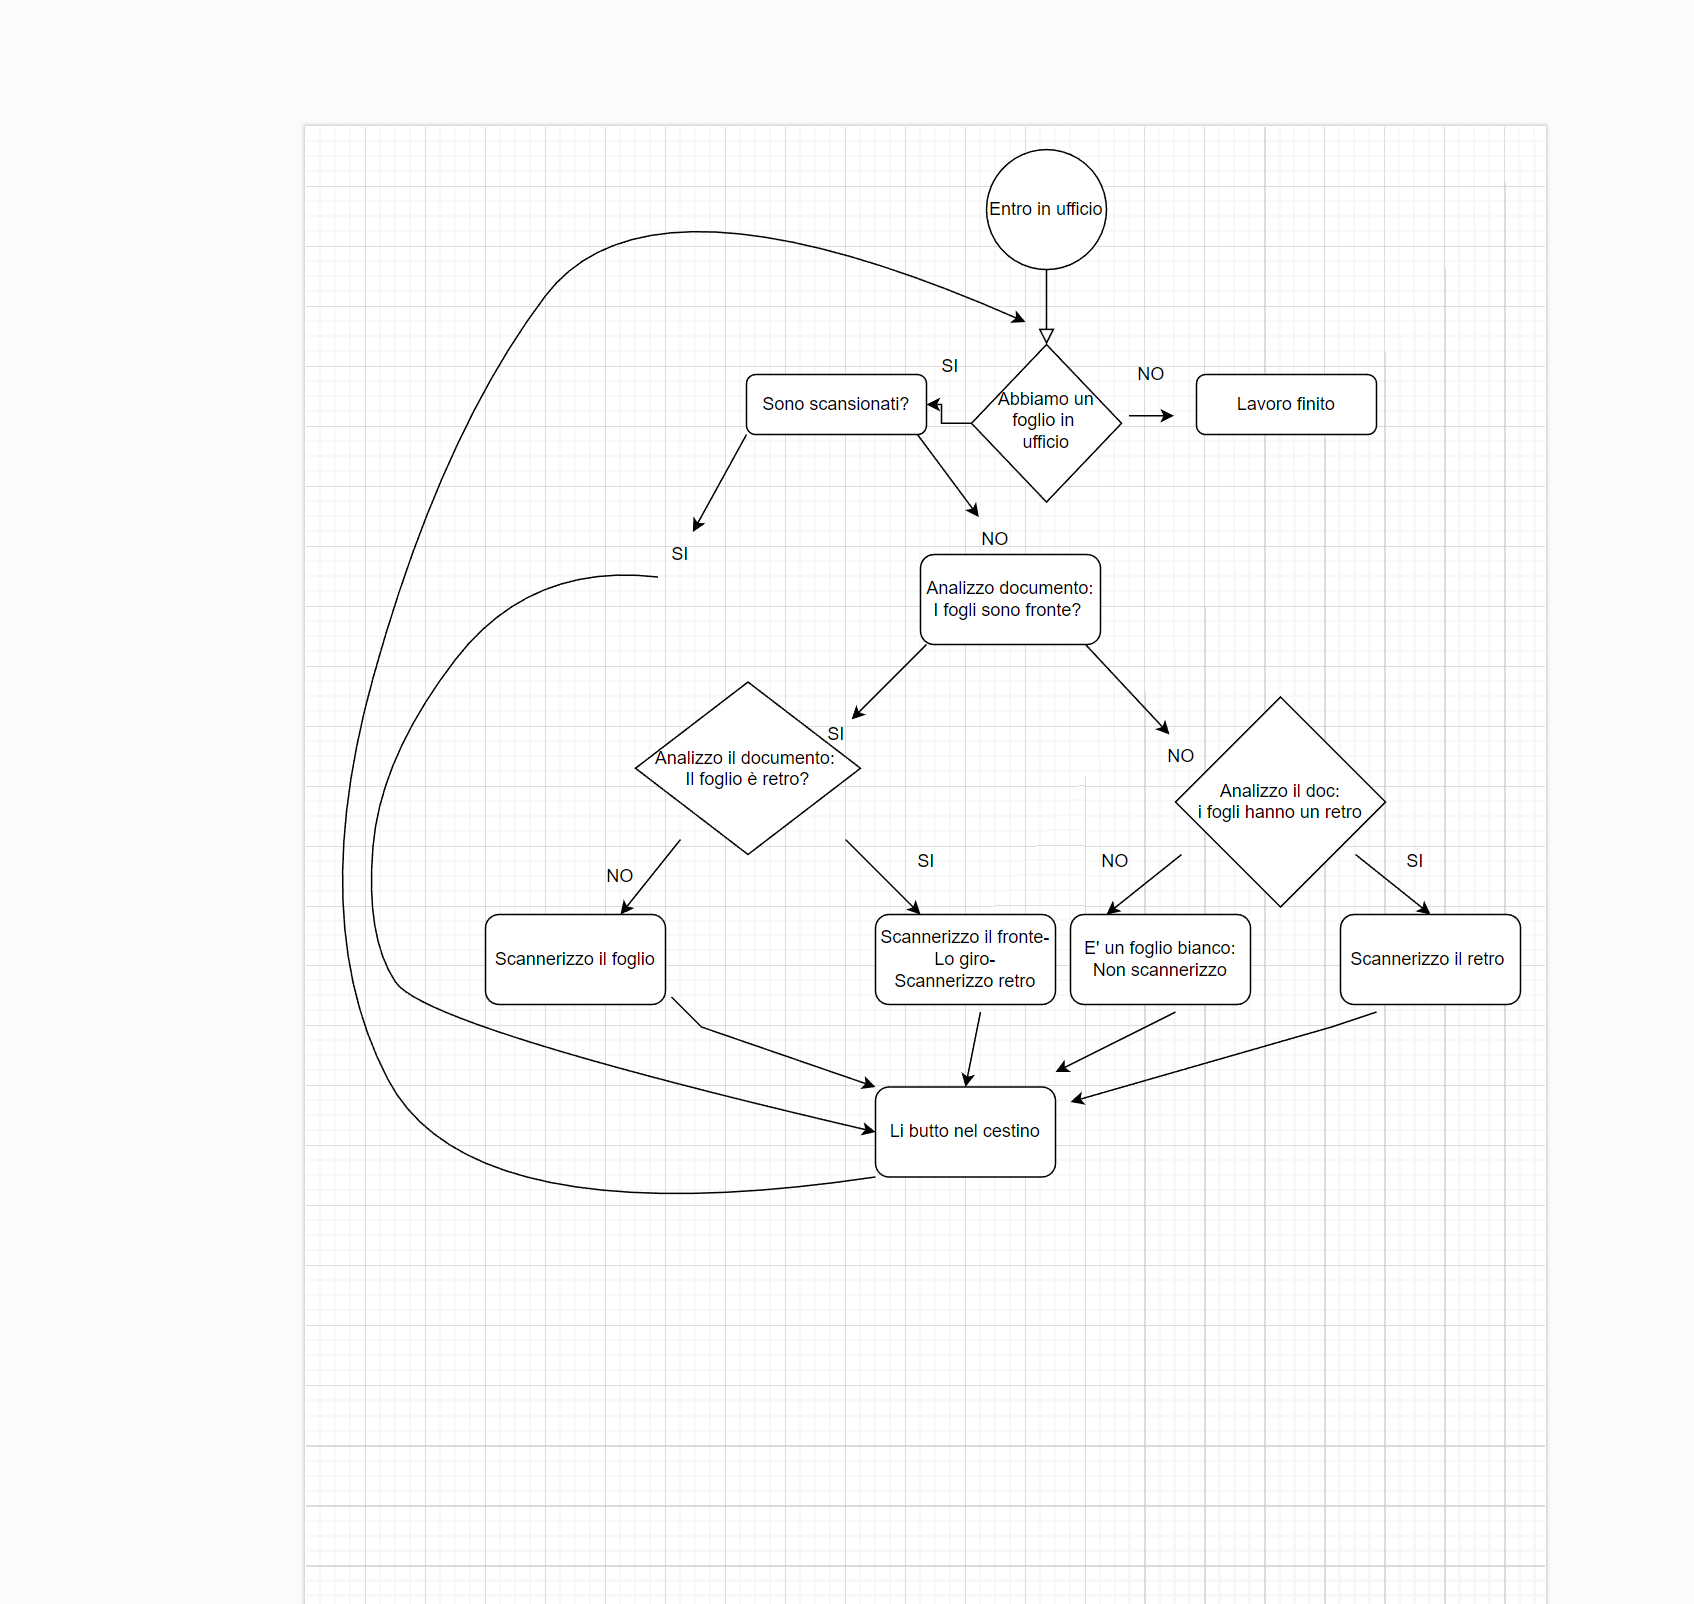 Entro in ufficio
SI
NO
Sono scansionati?
Abbiamo un
foglio in
ufficio
Lavoro finito
SI
NO
Analizzo documento:
I fogli sono fronte?
SI
NO
Analizzo il documento:
Il foglio è retro?
Analizzo il doc:
i fogli hanno un retro
NO
SI
NO
SI
Scannerizzo il foglio
Scannerizzo il fronte-
Lo giro-
Scannerizzo retro
E' un foglio bianco:
Non scannerizzo
Scannerizzo il retro
Li butto nel cestino